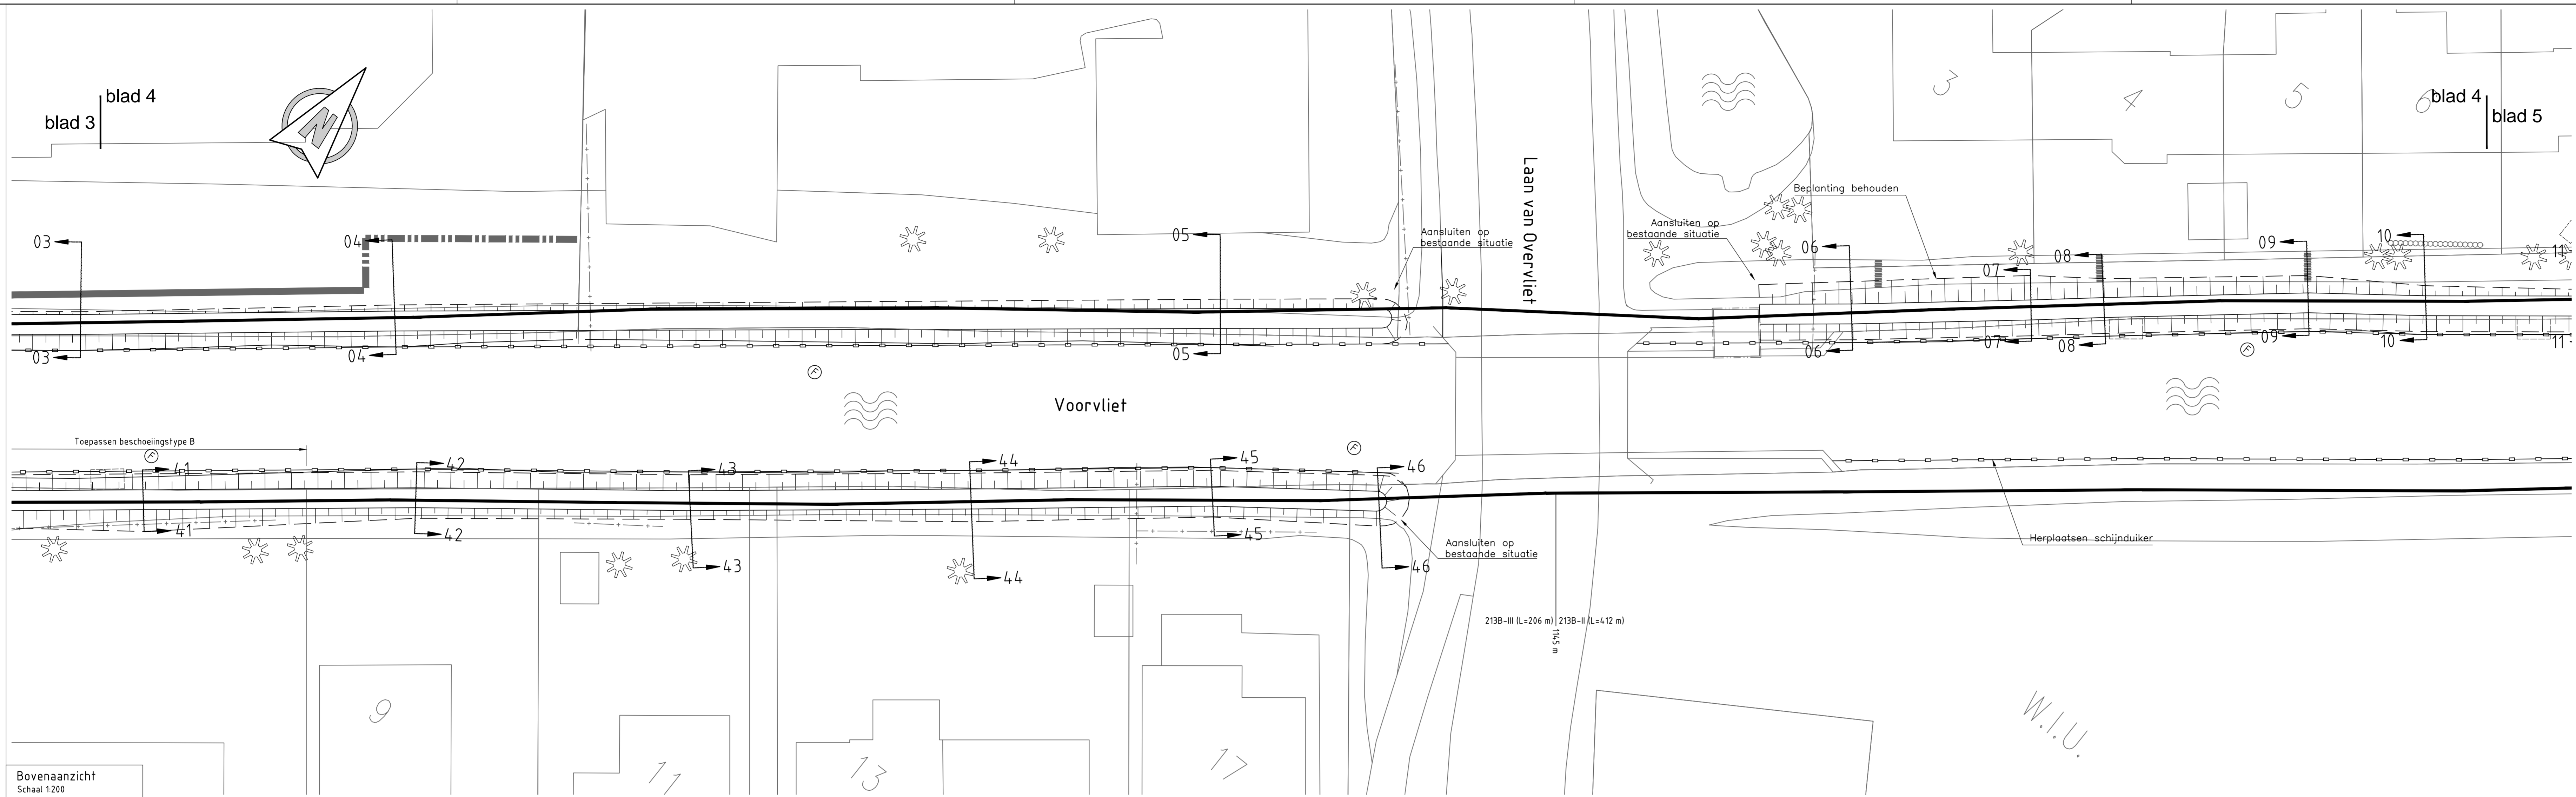 blad 4
blad 3
N
3
4
5
6
blad 4
blad 5
Laan van Overvliet
Beplanting behouden
Aansluiten op
bestaande situatie
Aansluiten op
bestaande situatie
03
04
05
06
07
08
09
10
11
03
04
05
06
07
08
09
10
11
F
F
Voorvliet
Toepassen beschoeiingstype B
F
F
41
42
43
44
45
46
41
42
43
44
45
46
Aansluiten op
bestaande situatie
Herplaatsen schijnduiker
213B-III (L=206 m)
213B-II (L=412 m)
1145 m
9
11
13
17
W.I.U.
Bovenaanzicht
Schaal 1:200